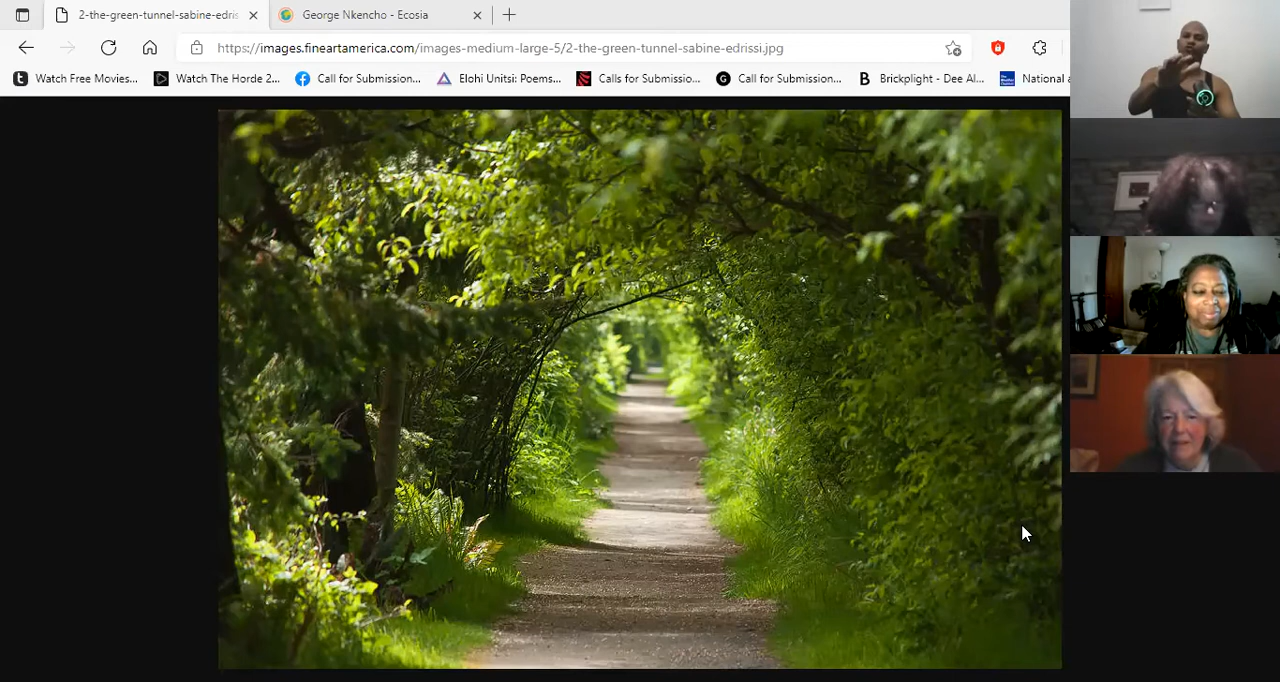 2-the-green-tunnel-sabine-edris
George Nkencho - Ecosia
https://images.fineartamerica.com/images-medium-large-5/2-the-green-tunnel-sabine-edrissi.jpg
t Watch Free Movies... Watch The Horde 2... Call for Submission... Elohi Unitsi: Poems... Calls for Submissio... G Call for Submission... B Brickplight - Dee Al... National a